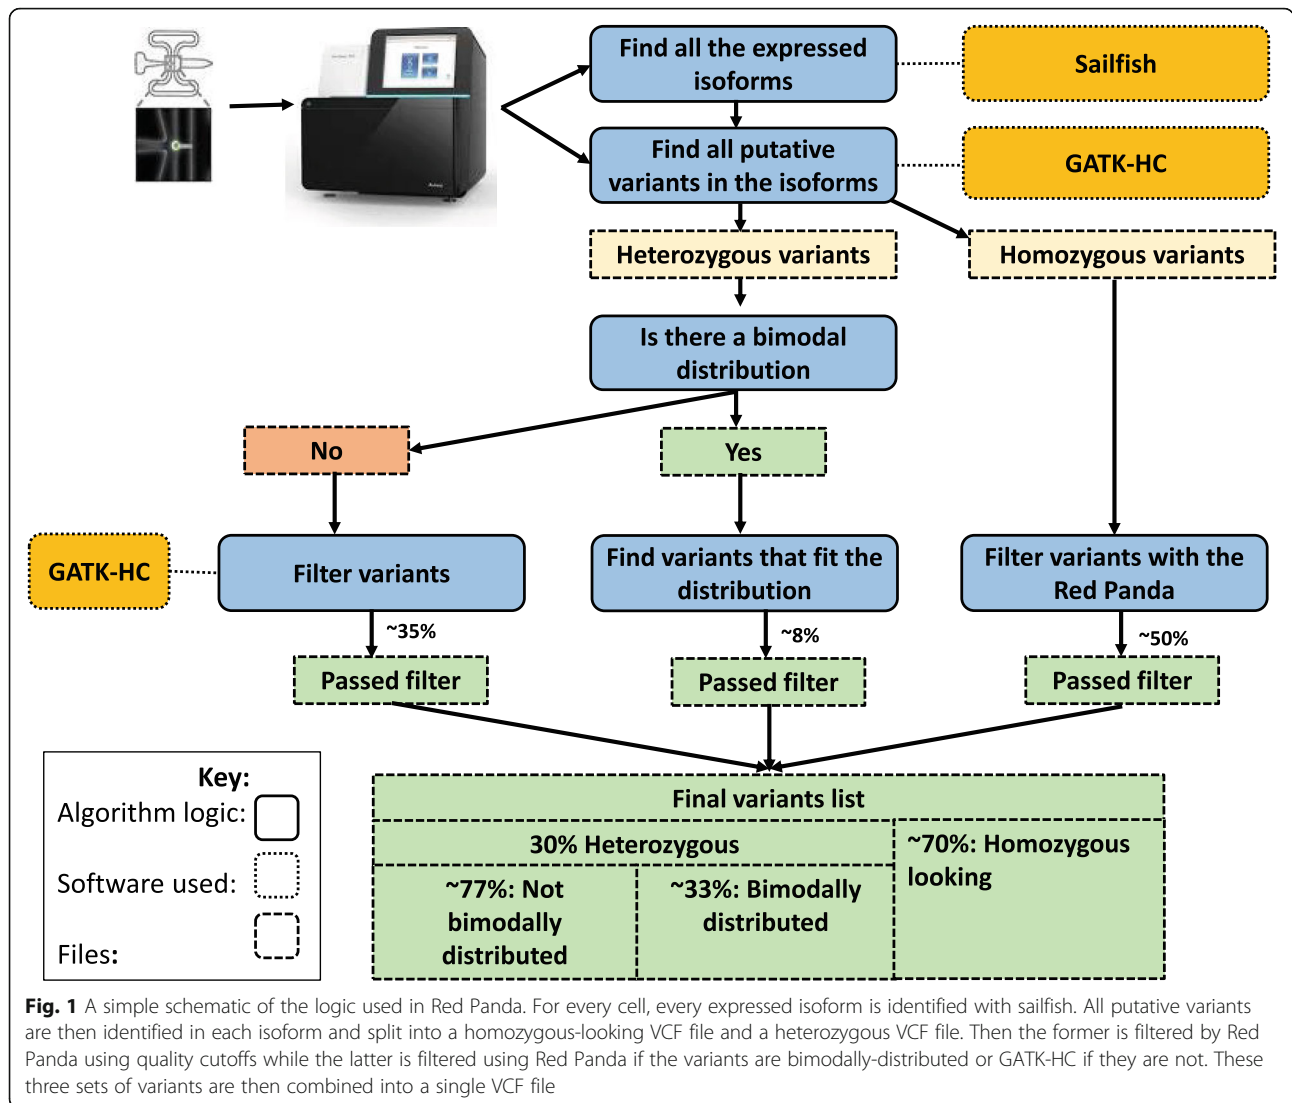 Find all the expressed
isoforms
Sailfish
Find all putative
variants in the isoforms
GATK-HC
Heterozygous variants
Homozygous variants
Is there a bimodal
distribution
No
Yes
GATK-HC
Filter variants
Find variants that fit the
distribution
Filter variants with the
Red Panda
~35%
~8%
~50%
Passed filter
Passed filter
Passed filter
Key:
Algorithm logic:
Software used:
Files:
Final variants list
30% Heterozygous
~70%: Homozygous
looking
~77%: Not
bimodally
distributed
~33%: Bimodally
distributed
Fig. 1 A simple schematic of the logic used in Red Panda. For every cell, every expressed isoform is identified with sailfish. All putative variants
are then identified in each isoform and split into a homozygous-looking VCF file and a heterozygous VCF file. Then the former is filtered by Red
Panda using quality cutoffs while the latter is filtered using Red Panda if the variants are bimodally-distributed or GATK-HC if they are not. These
three sets of variants are then combined into a single VCF file